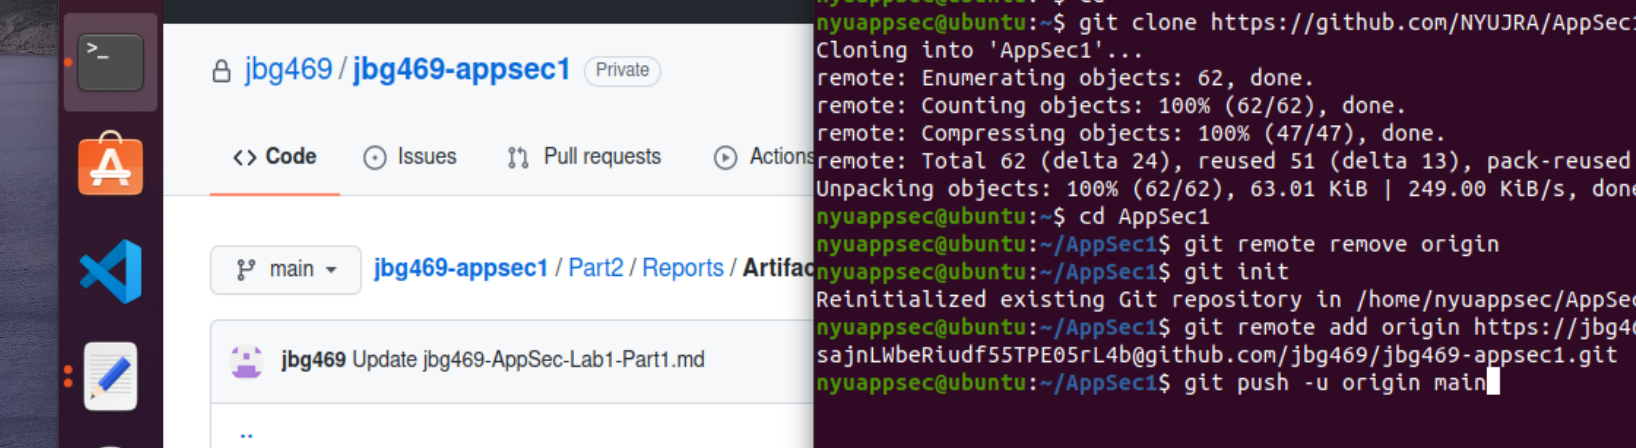 jbg469 / jbg469-appsec1 Private
<> Code Issues Pull requests Actions
main jbg469-appsec1 / Part2 / Reports / Artifac
jbg469 Update jbg469-AppSec-Lab1-Part1.md
..
nyuappsec@ubuntu:~$ cd
nyuappsec@ubuntu:~$ git clone https://github.com/NYUJRA/AppSec1
Cloning into 'AppSec1'...
remote: Enumerating objects: 62, done.
remote: Counting objects: 100% (62/62), done.
remote: Compressing objects: 100% (47/47), done.
remote: Total 62 (delta 24), reused 51 (delta 13), pack-reused
Unpacking objects: 100% (62/62), 63.01 KiB | 249.00 KiB/s, done
nyuappsec@ubuntu:~$ cd AppSec1
nyuappsec@ubuntu:~/AppSec1$ git remote remove origin
nyuappsec@ubuntu:~/AppSec1$ git init
Reinitialized existing Git repository in /home/nyuappsec/AppSec
nyuappsec@ubuntu:~/AppSec1$ git remote add origin https://jbg4
sajnLWbeRiudf55TPE05rL4b@github.com/jbg469/jbg469-appsec1.git
nyuappsec@ubuntu:~/AppSec1$ git push -u origin main